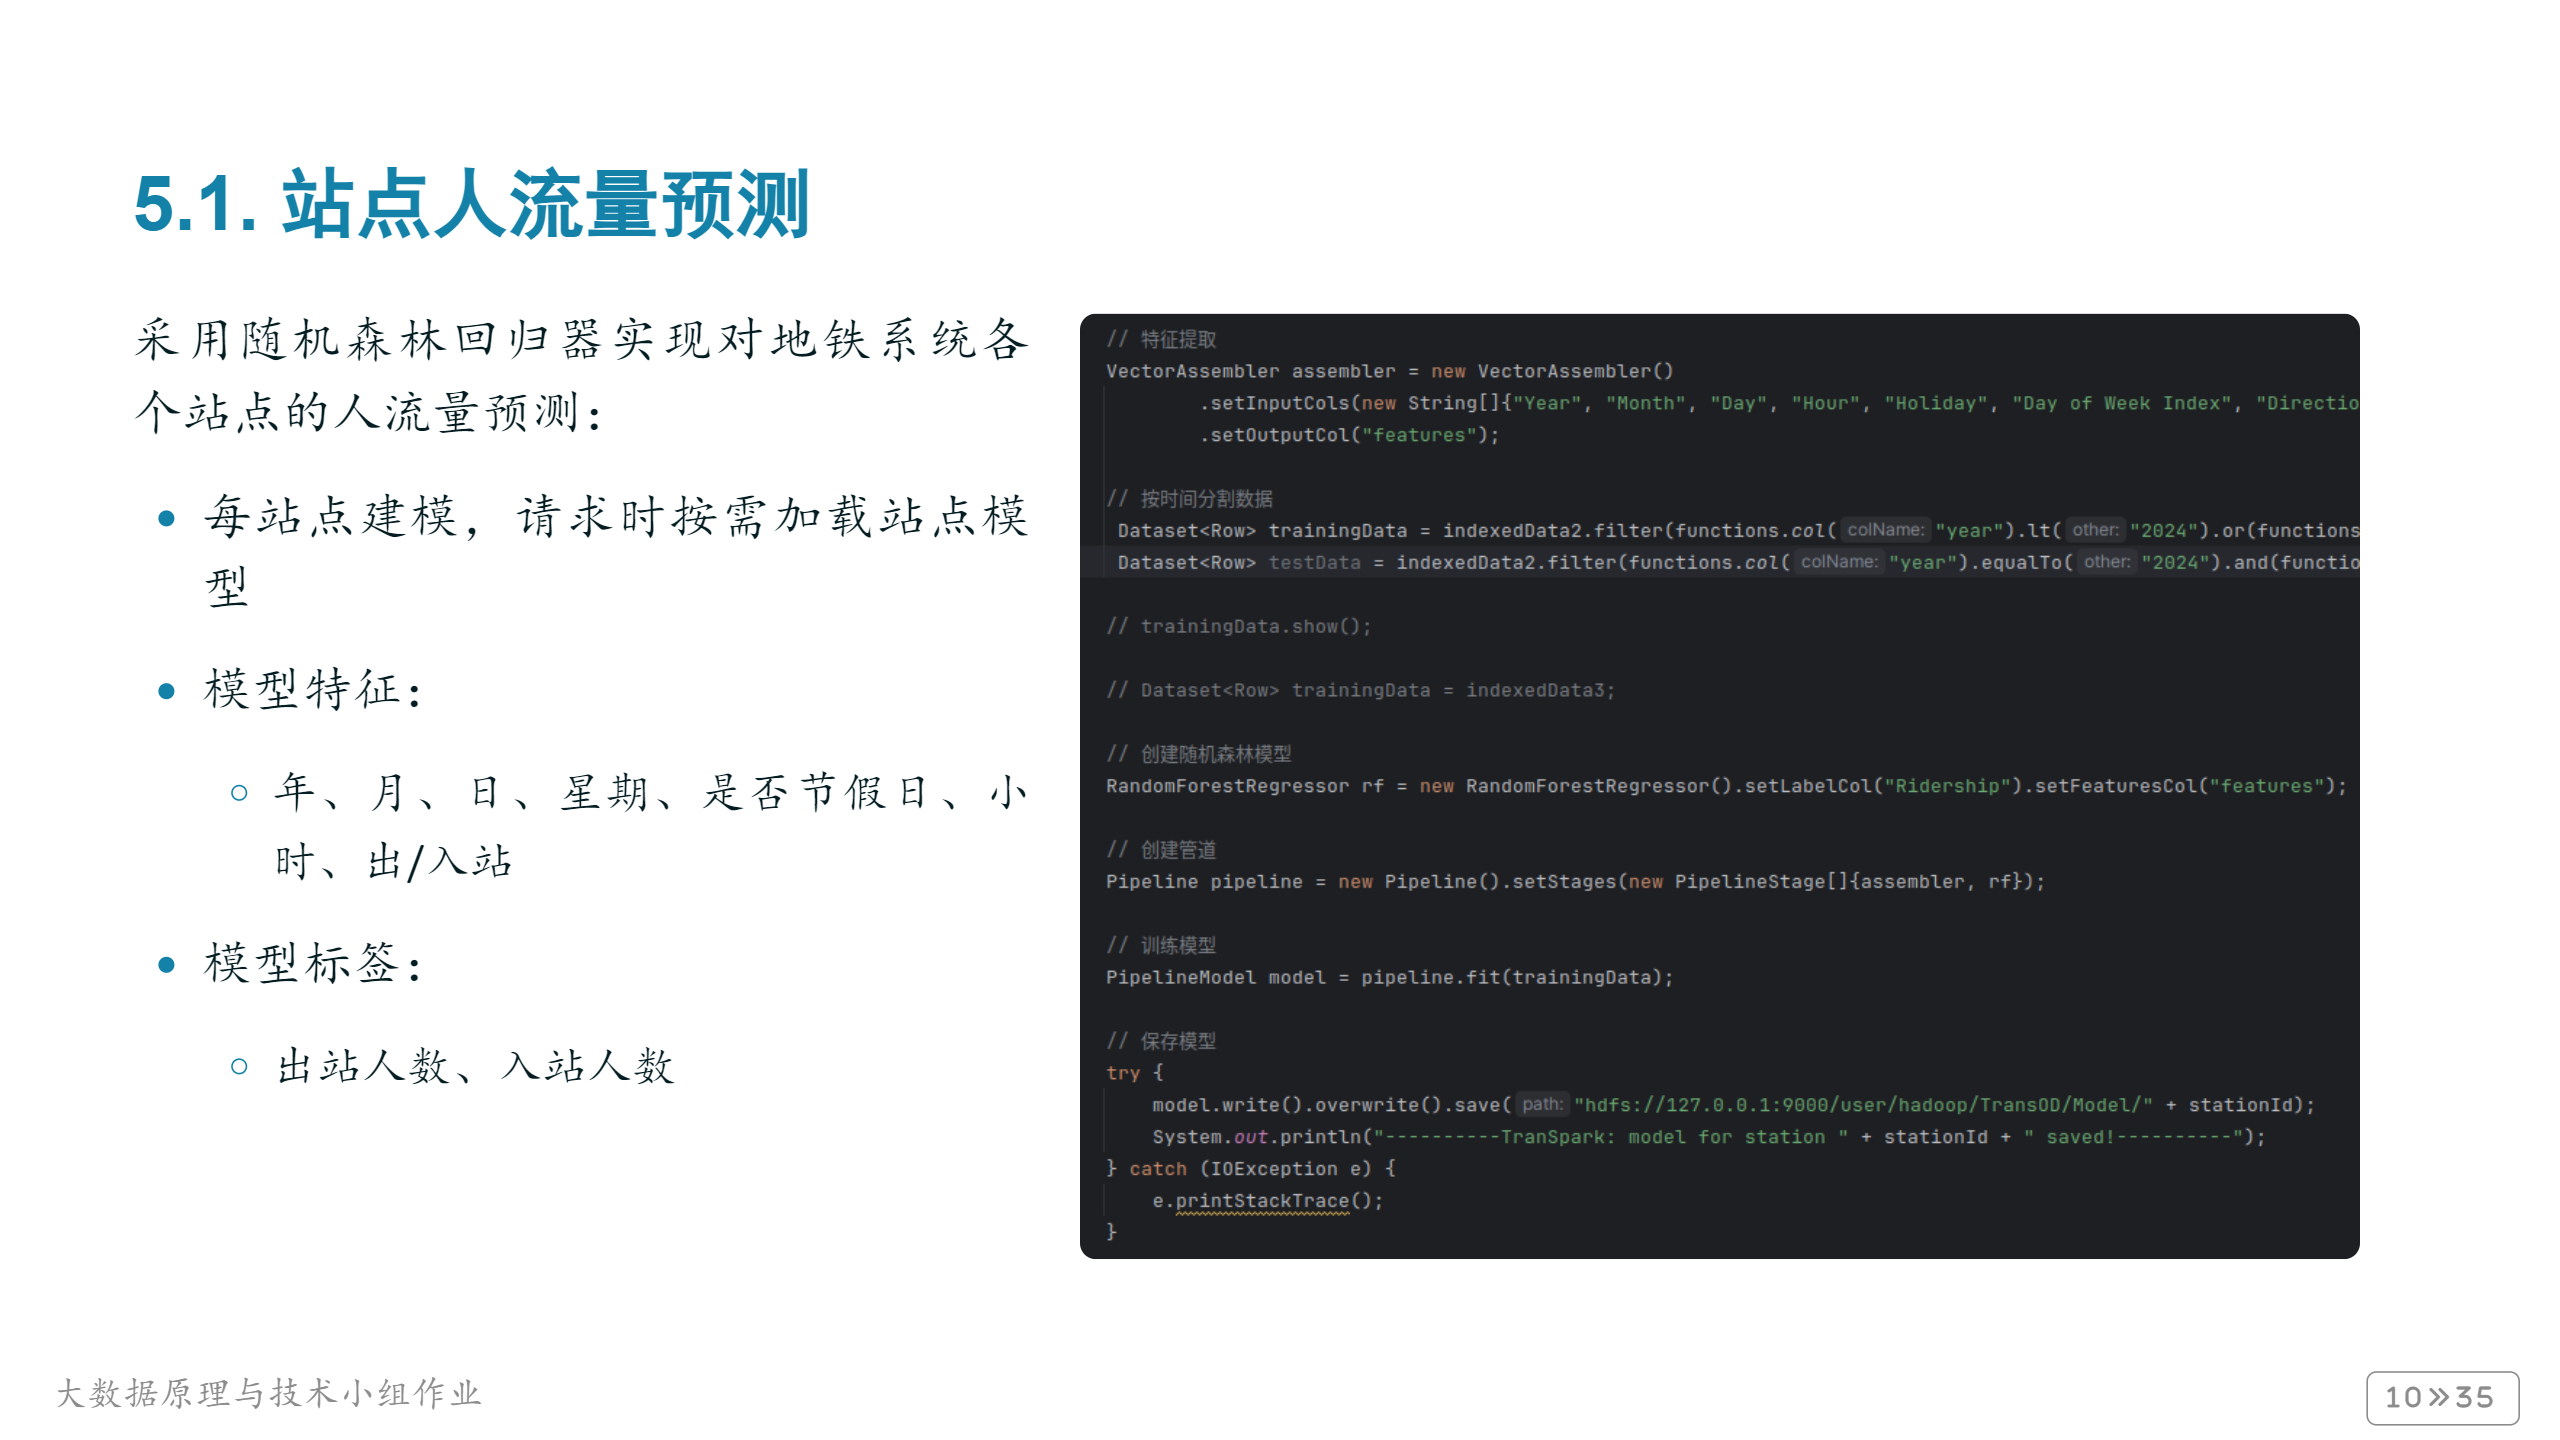 5.1. 站点人流量预测
采用随机森林回归器实现对地铁系统各
个站点的人流量预测：
• 每站点建模，请求时按需加载站点模
型
• 模型特征：
◦ 年、月、日、星期、是否节假日、小
时、出/入站
• 模型标签：
◦ 出站人数、入站人数
// 特征提取
VectorAssembler assembler = new VectorAssembler()
.setInputCols(new String[]{"Year", "Month", "Day", "Hour", "Holiday", "Day of Week Index", "Directio
.setOutputCol("features");
// 按时间分割数据
Dataset<Row> trainingData = indexedData2.filter(functions.col( colName: "year").lt( other: "2024").or(functions
Dataset<Row> testData = indexedData2.filter(functions.col( colName: "year").equalTo( other: "2024").and(functio
// trainingData.show();
// Dataset<Row> trainingData = indexedData3;
// 创建随机森林模型
RandomForestRegressor rf = new RandomForestRegressor().setLabelCol("Ridership").setFeaturesCol("features");
// 创建管道
Pipeline pipeline = new Pipeline().setStages(new PipelineStage[]{assembler, rf});
// 训练模型
PipelineModel model = pipeline.fit(trainingData);
// 保存模型
try {
model.write().overwrite().save( path: "hdfs://127.0.0.1:9000/user/hadoop/TransOD/Model/" + stationId);
System.out.println("----------TranSpark: model for station " + stationId + " saved!----------");
} catch (IOException e) {
e.printStackTrace();
}
大数据原理与技术小组作业
10»35